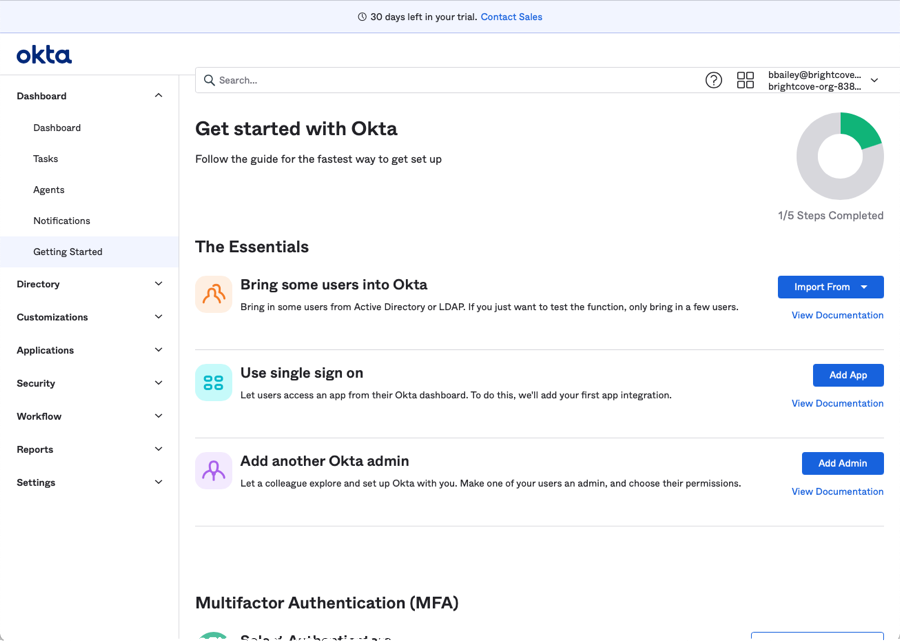 30 days left in your trial. Contact Sales
okta
Search...
bbailey@brightcove...
brightcove-org-838...
Dashboard
Dashboard
Tasks
Agents
Notifications
Getting Started
Directory
Customizations
Applications
Security
Workflow
Reports
Settings
Get started with Okta
Follow the guide for the fastest way to get set up
1/5 Steps Completed
The Essentials
Bring some users into Okta
Bring in some users from Active Directory or LDAP. If you just want to test the function, only bring in a few users.
Import From
View Documentation
Use single sign on
Let users access an app from their Okta dashboard. To do this, we'll add your first app integration.
Add App
View Documentation
Add another Okta admin
Let a colleague explore and set up Okta with you. Make one of your users an admin, and choose their permissions.
Add Admin
View Documentation
Multifactor Authentication (MFA)